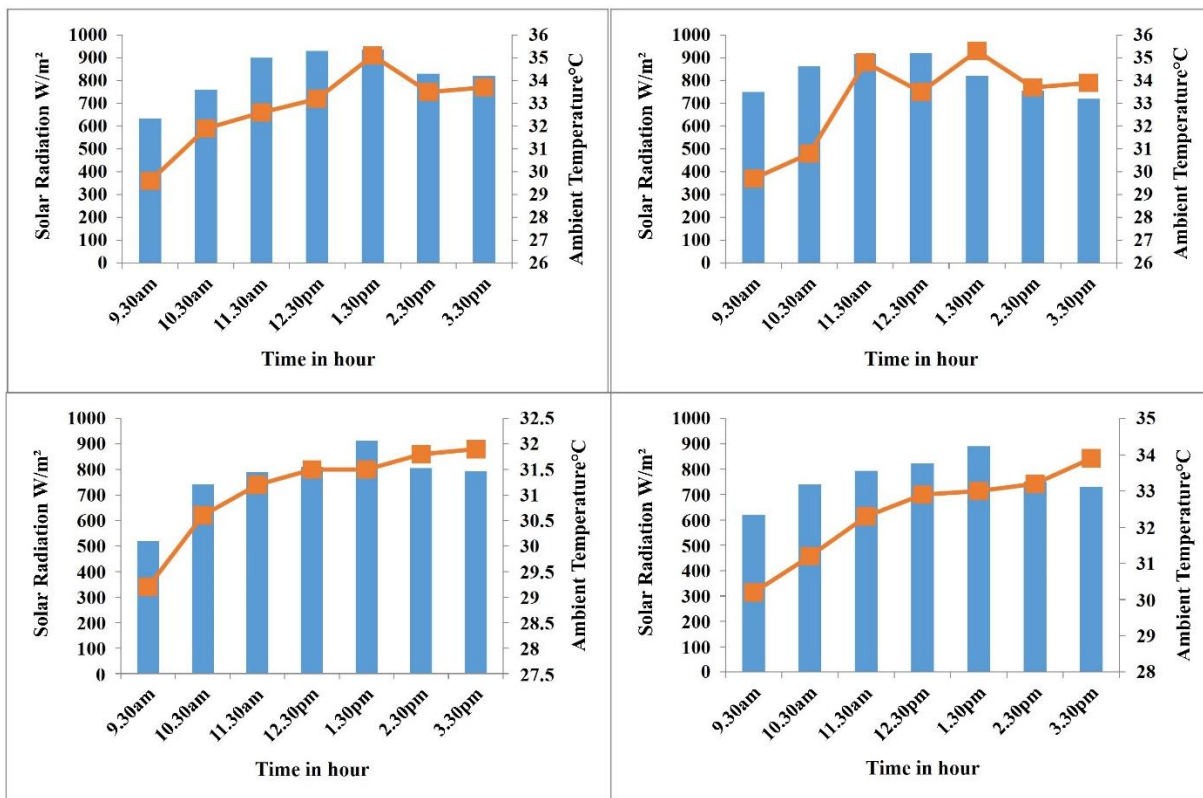 Solar Radiation W/m²
1000
900
800
700
600
500
400
300
200
100
0
36
35
34
33
32
31
30
29
28
27
26
Ambient Temperature°C
9.30am
10.30am
11.30am
12.30pm
1.30pm
2.30pm
3.30pm
Time in hour
Solar Radiation W/m²
1000
900
800
700
600
500
400
300
200
100
0
36
35
34
33
32
31
30
29
28
27
26
Ambient Temperature°C
9.30am
10.30am
11.30am
12.30pm
1.30pm
2.30pm
3.30pm
Time in hour
Solar Radiation W/m²
1000
900
800
700
600
500
400
300
200
100
0
32.5
32
31.5
31
30.5
30
29.5
29
28.5
28
27.5
Ambient Temperature°C
9.30am
10.30am
11.30am
12.30pm
1.30pm
2.30pm
3.30pm
Time in hour
Solar Radiation W/m²
1000
900
800
700
600
500
400
300
200
100
0
35
34
33
32
31
30
29
28
Ambient Temperature°C
9.30am
10.30am
11.30am
12.30pm
1.30pm
2.30pm
3.30pm
Time in hour